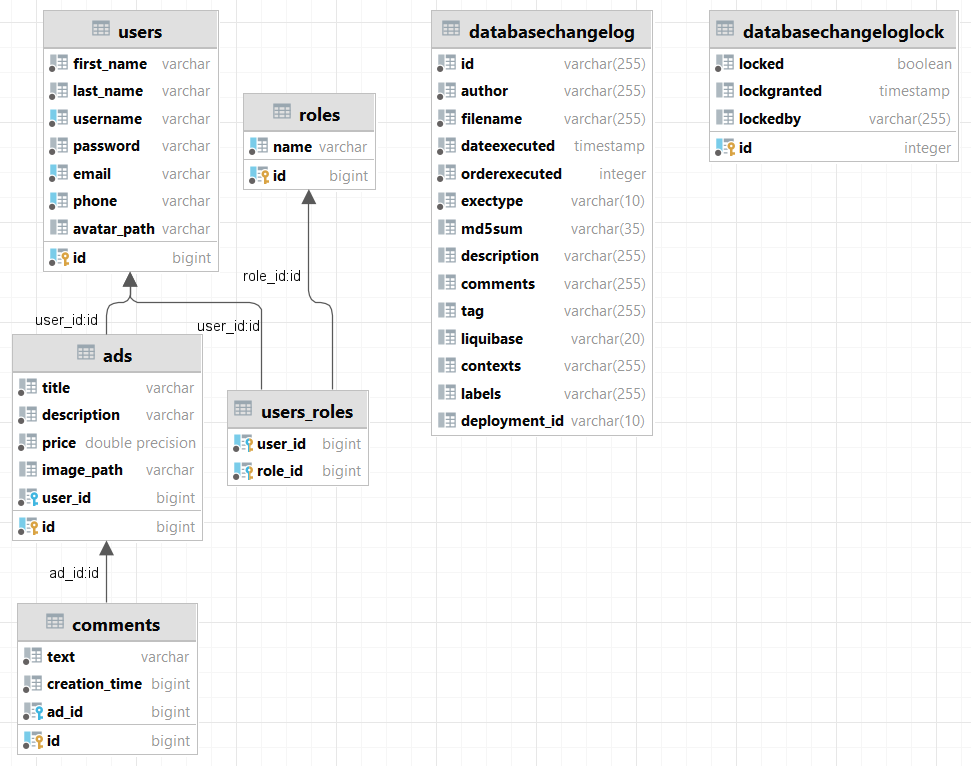 users
first_name varchar
last_name varchar
username varchar
password varchar
email varchar
phone varchar
avatar_path varchar
id bigint
roles
name varchar
id bigint
databasechangelog
id varchar(255)
author varchar(255)
filename varchar(255)
dateexecuted timestamp
orderexecuted integer
exectype varchar(10)
md5sum varchar(35)
description varchar(255)
comments varchar(255)
tag varchar(255)
liquibase varchar(20)
contexts varchar(255)
labels varchar(255)
deployment_id varchar(10)
databasechangeloglock
locked boolean
lockgranted timestamp
lockedby varchar(255)
id integer
role_id:id
user_id:id
user_id:id
ads
title varchar
description varchar
price double precision
image_path varchar
user_id bigint
id bigint
users_roles
user_id bigint
role_id bigint
ad_id:id
comments
text varchar
creation_time bigint
ad_id bigint
id bigint